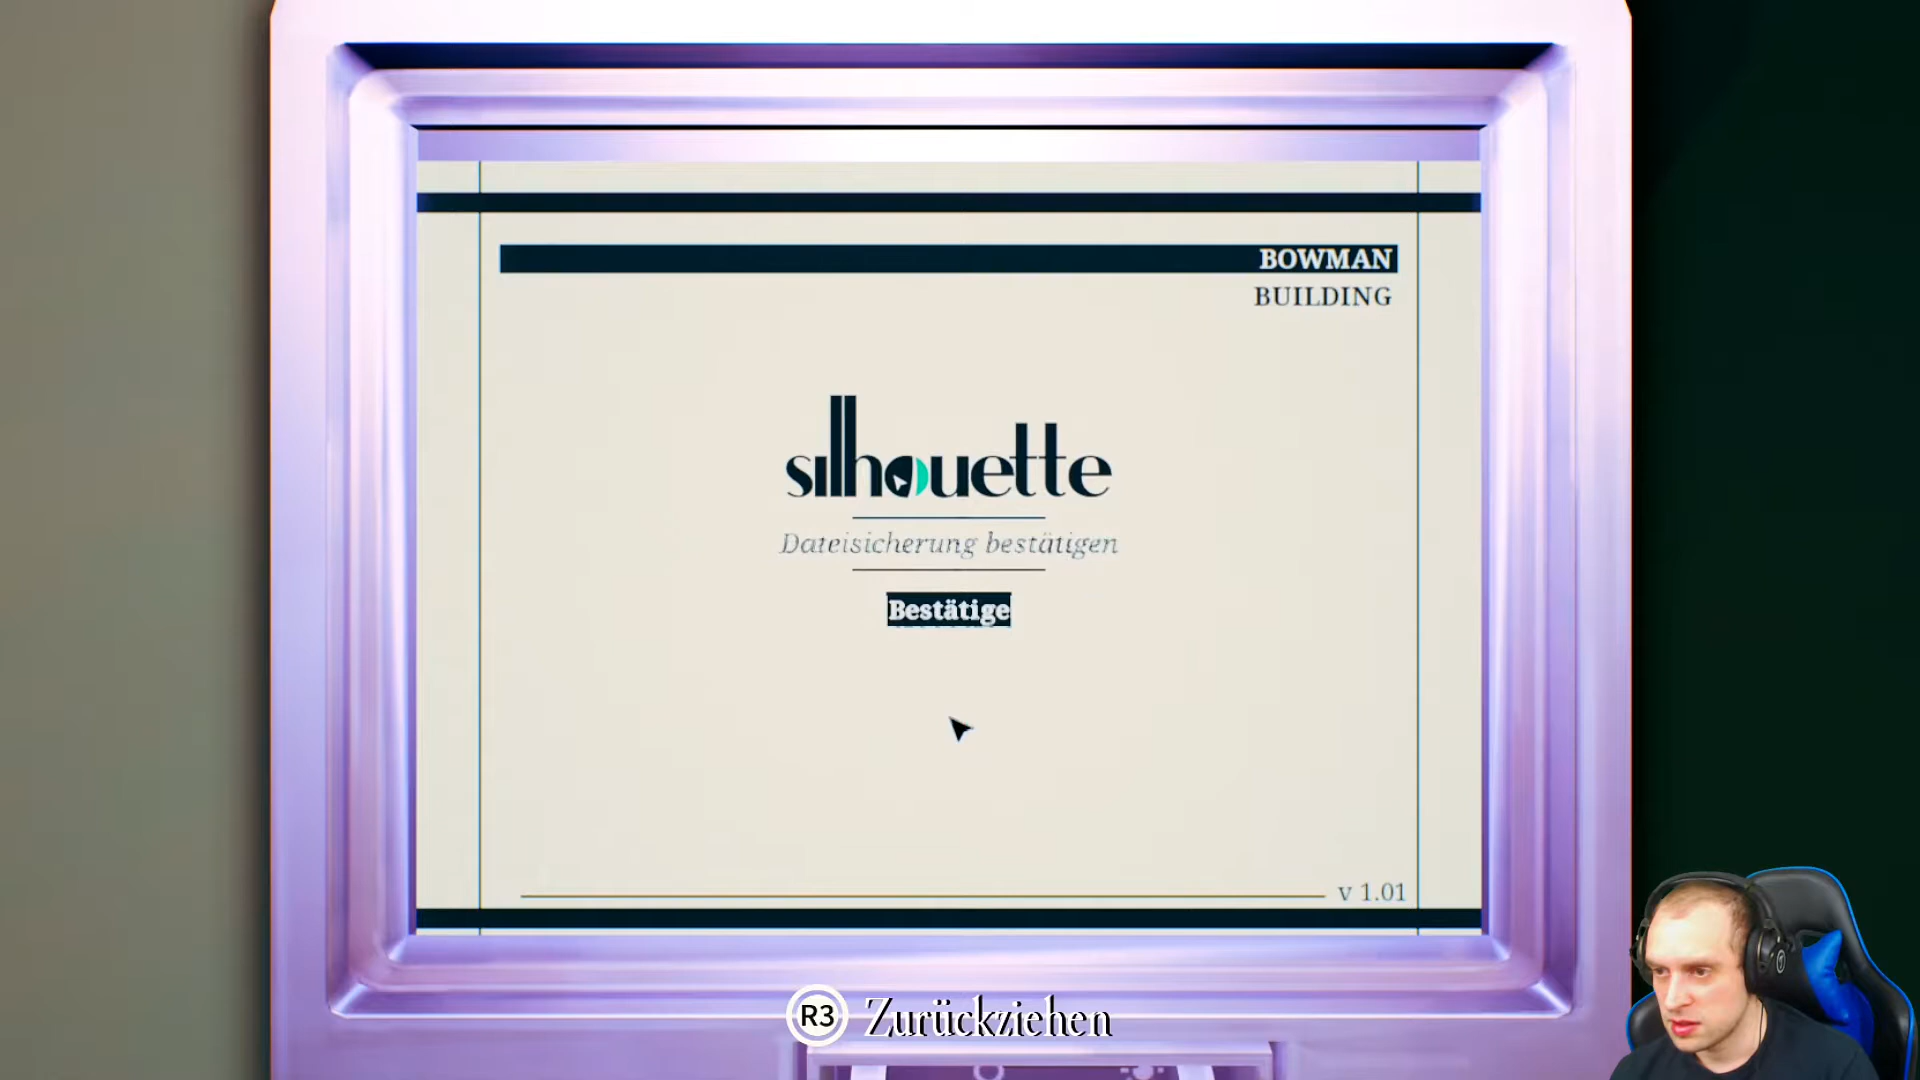 BOWMAN
BUILDING
silhouette
Dateisicherung bestätigen
Bestätige
v 1.01
R3 Zurückziehen